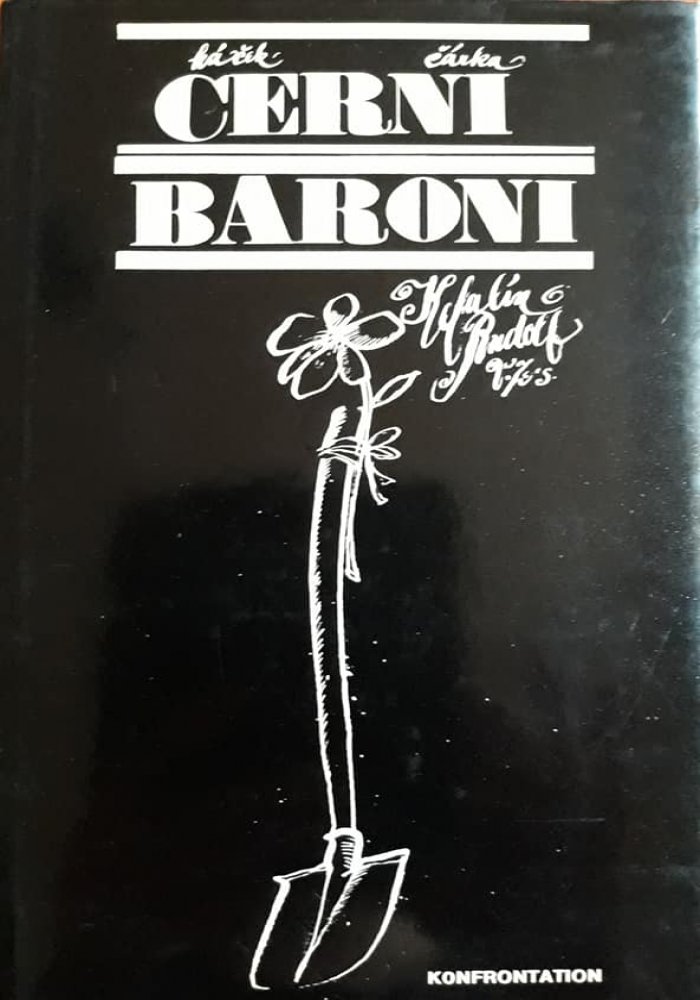 háček čárka
CERNI
BARONI
Kefalín
Rudolf
KONFRONTATION